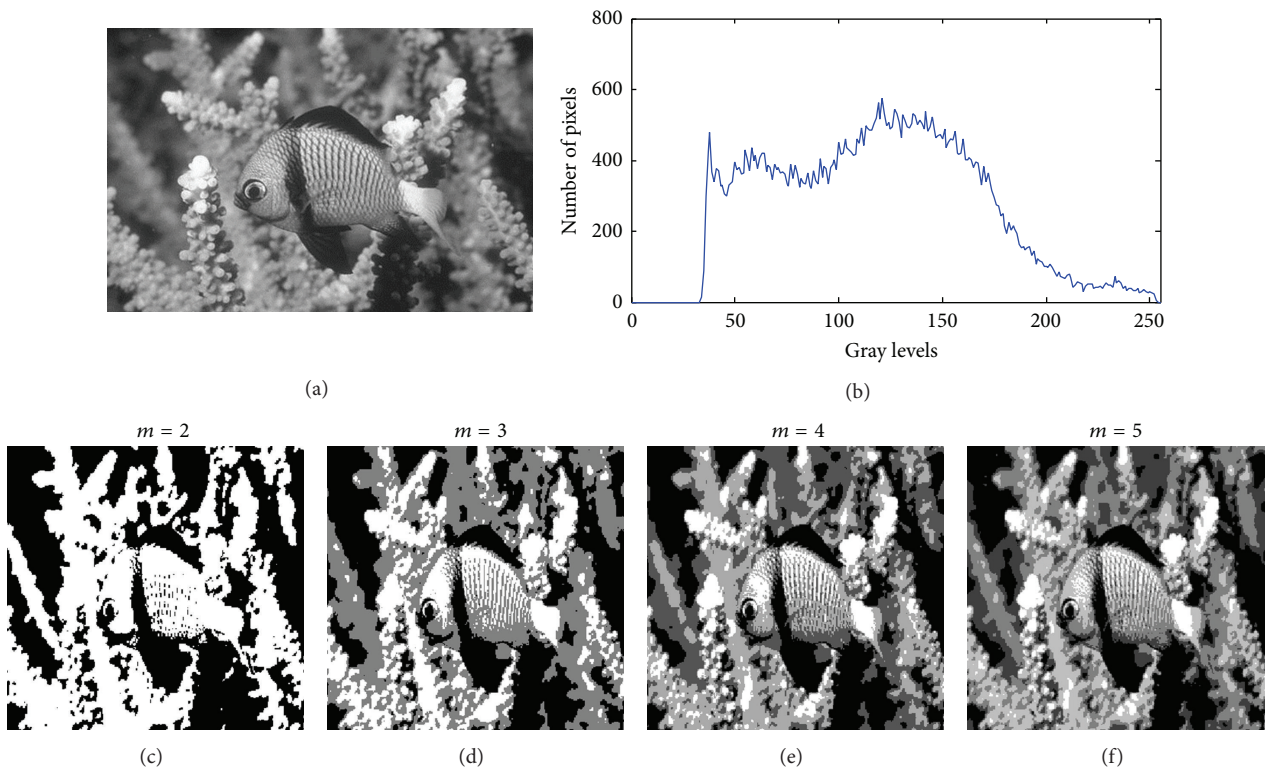 800
600
400
200
0
Number of pixels
0 50 100 150 200 250
Gray levels
(a)
(b)
m = 2
m = 3
m = 4
m = 5
(c)
(d)
(e)
(f)